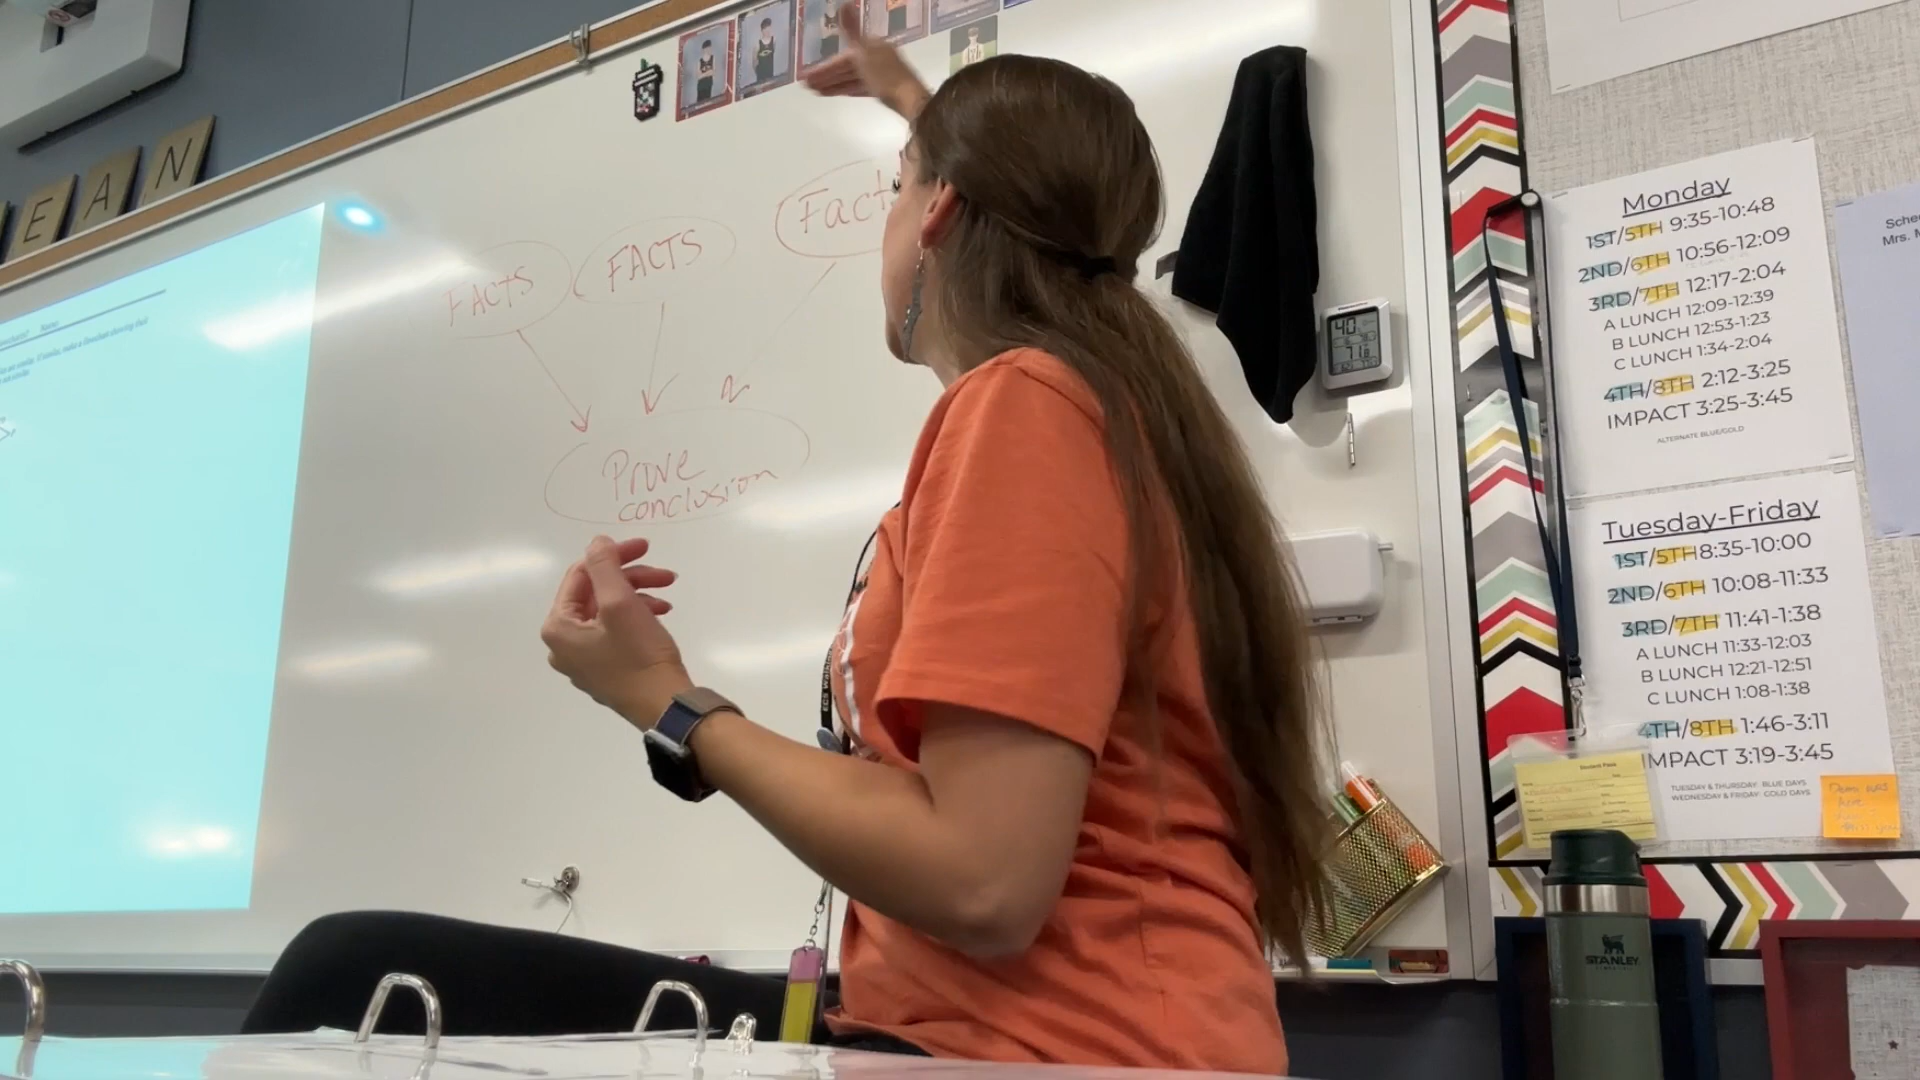 EAN
FACTS
FACTS
Fact
Prove
conclusion
Monday
1ST/5TH 9:35-10:48
2ND/6TH 10:56-12:09
3RD/7TH 12:17-2:04
A LUNCH 12:09-12:39
B LUNCH 12:53-1:23
C LUNCH 1:34-2:04
4TH/8TH 2:12-3:25
IMPACT 3:25-3:45
ALTERNATE BLUE/GOLD
Tuesday-Friday
1ST/5TH 8:35-10:00
2ND/6TH 10:08-11:33
3RD/7TH 11:41-1:38
A LUNCH 11:33-12:03
B LUNCH 12:21-12:51
C LUNCH 1:08-1:38
4TH/8TH 1:46-3:11
IMPACT 3:19-3:45
TUESDAY & THURSDAY: BLUE DAYS
WEDNESDAY & FRIDAY: GOLD DAYS
Sche
Mrs.
Student Pass
STANLEY